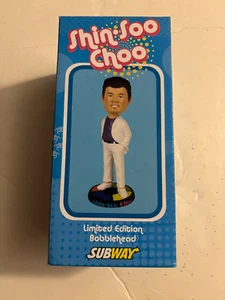 Shin-Soo
Choo
Limited Edition
Bobblehead
SUBWAY